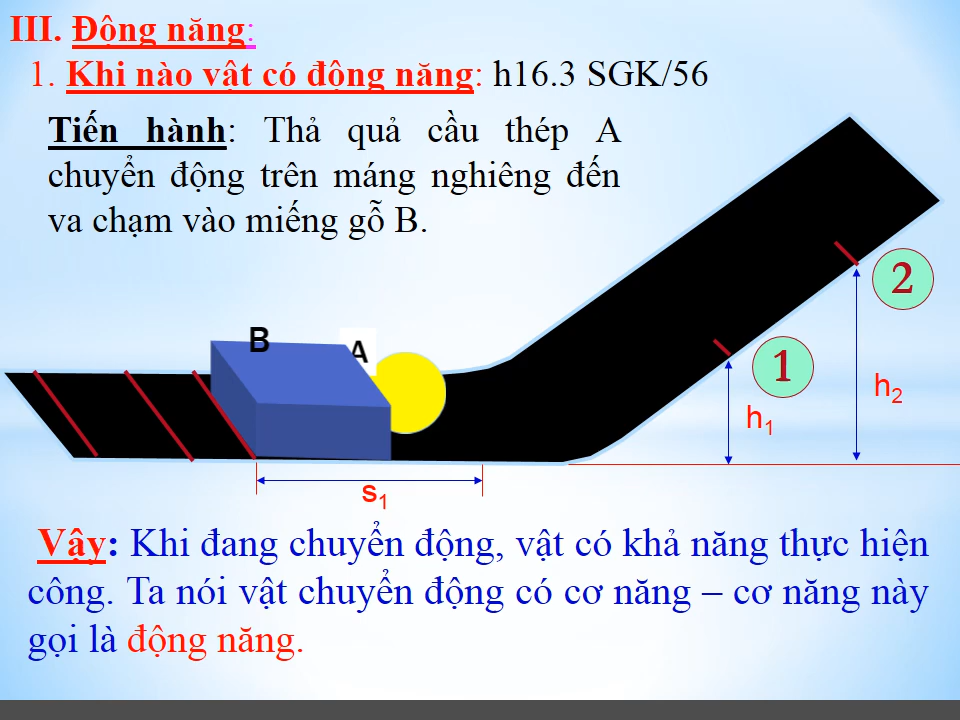 III. Động năng:
1. Khi nào vật có động năng: h16.3 SGK/56
Tiến hành: Thả quả cầu thép A
chuyển động trên máng nghiêng đến
va chạm vào miếng gỗ B.
2
B
A
1
h2
h1
s1
Vậy: Khi đang chuyển động, vật có khả năng thực hiện
công. Ta nói vật chuyển động có cơ năng – cơ năng này
gọi là động năng.